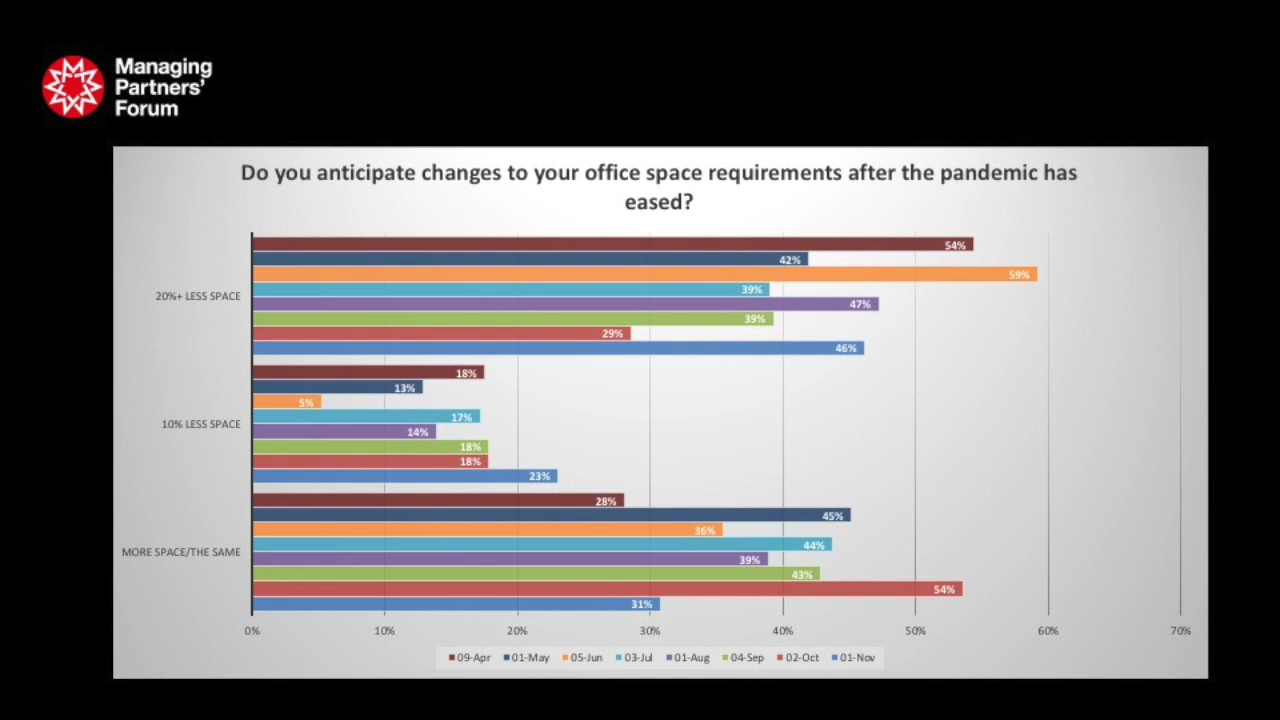 Managing
Partners'
Forum
Do you anticipate changes to your office space requirements after the pandemic has
eased?
54%
42%
59%
20%+ LESS SPACE
39%
47%
39%
29%
46%
18%
13%
5%
10% LESS SPACE
17%
14%
18%
18%
23%
28%
45%
36%
MORE SPACE/THE SAME
44%
39%
43%
54%
31%
0% 10% 20% 30% 40% 50% 60% 70%
09-Apr 01-May 05-Jun 03-Jul 01-Aug 04-Sep 02-Oct 01-Nov